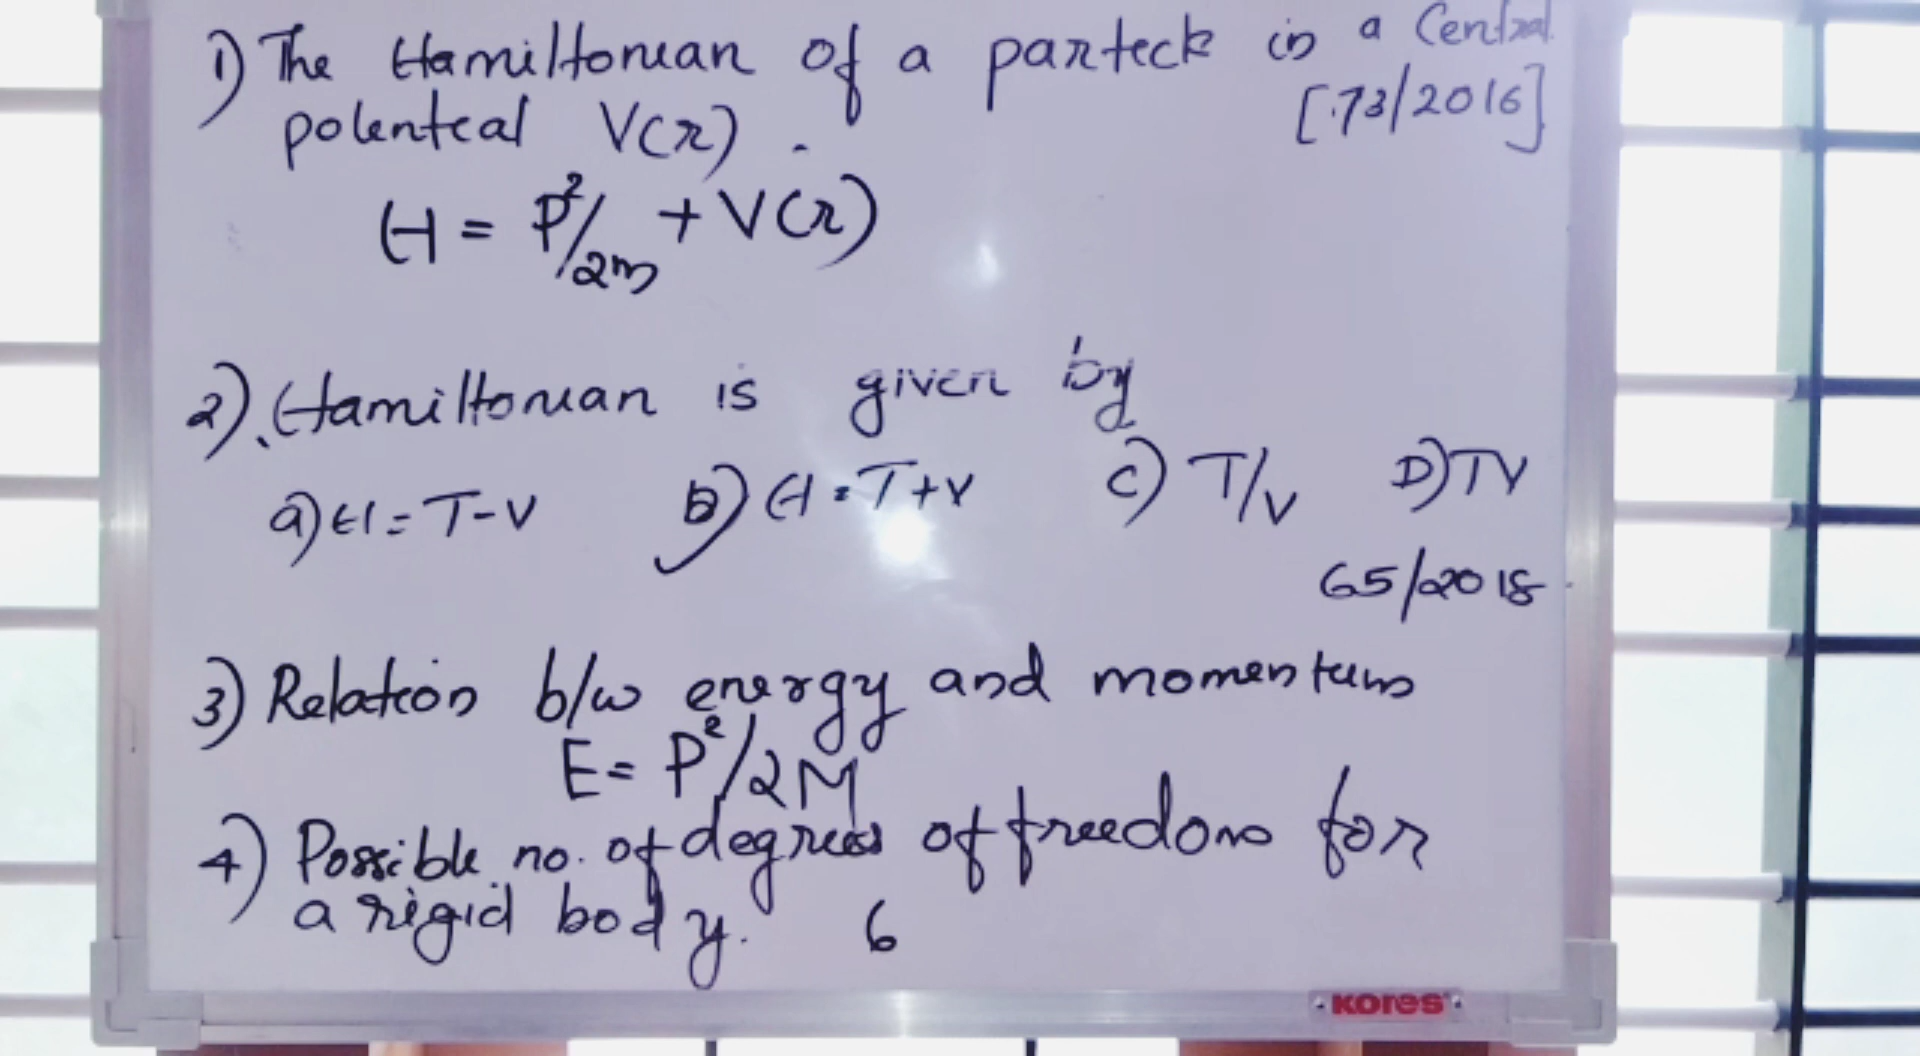 1) The Hamiltonian of a particle in a Central
potential V(r). [73/2016]
H = P²/2m + V(r)
2) Hamiltonian is given by
a) H = T-V B) H = T+V C) T/V D) TV
65/2018
3) Relation b/w energy and momentum
E = P²/2M
4) Possible no. of degrees of freedom for
a rigid body. 6
KORES